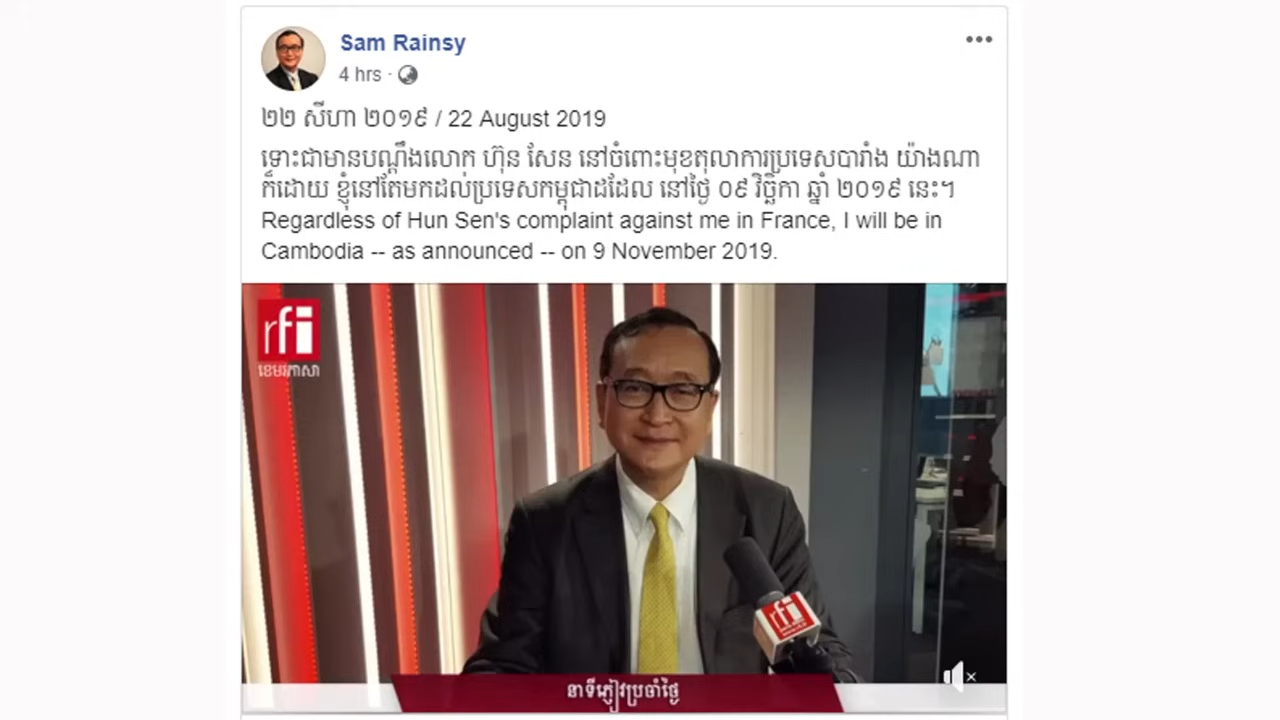 Sam Rainsy
4 hrs ·
២២ សីហា ២០១៩ / 22 August 2019
ទោះជាមានបណ្តឹងលោក ហ៊ុន សែន នៅចំពោះមុខតុលាការប្រទេសបារាំង យ៉ាងណា
ក៏ដោយ ខ្ញុំនៅតែមកដល់ប្រទេសកម្ពុជាដដែល នៅថ្ងៃ ០៩ វិច្ឆិកា ឆ្នាំ ២០១៩ នេះ។
Regardless of Hun Sen's complaint against me in France, I will be in
Cambodia -- as announced -- on 9 November 2019.
rfi
ខេមរភាសា
rfi
នាទីភ្ញៀវប្រចាំថ្ងៃ